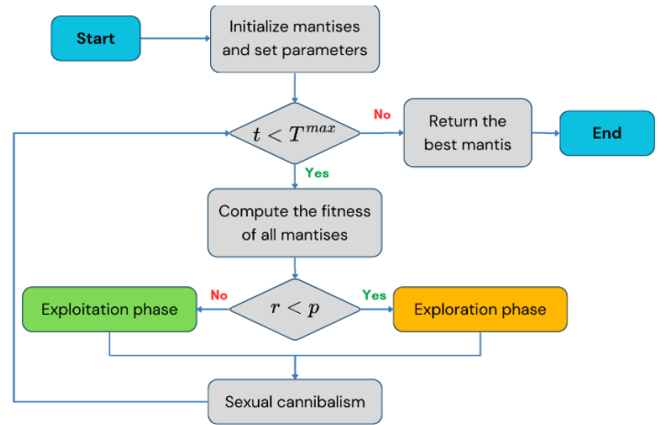 Start
Initialize mantises
and set parameters
t < T^max
No
Return the
best mantis
End
Yes
Compute the fitness
of all mantises
Exploitation phase
No
r < p
Yes
Exploration phase
Sexual cannibalism